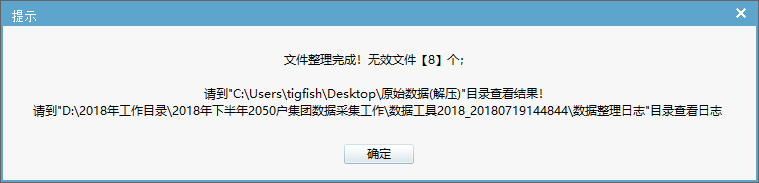 提示
文件整理完成！无效文件【8】个；
请到"C:\Users\tigfish\Desktop\原始数据(解压)"目录查看结果！
请到"D:\2018年工作目录\2018年下半年2050户集团数据采集工作\数据工具2018_20180719144844\数据整理日志"目录查看日志
确定